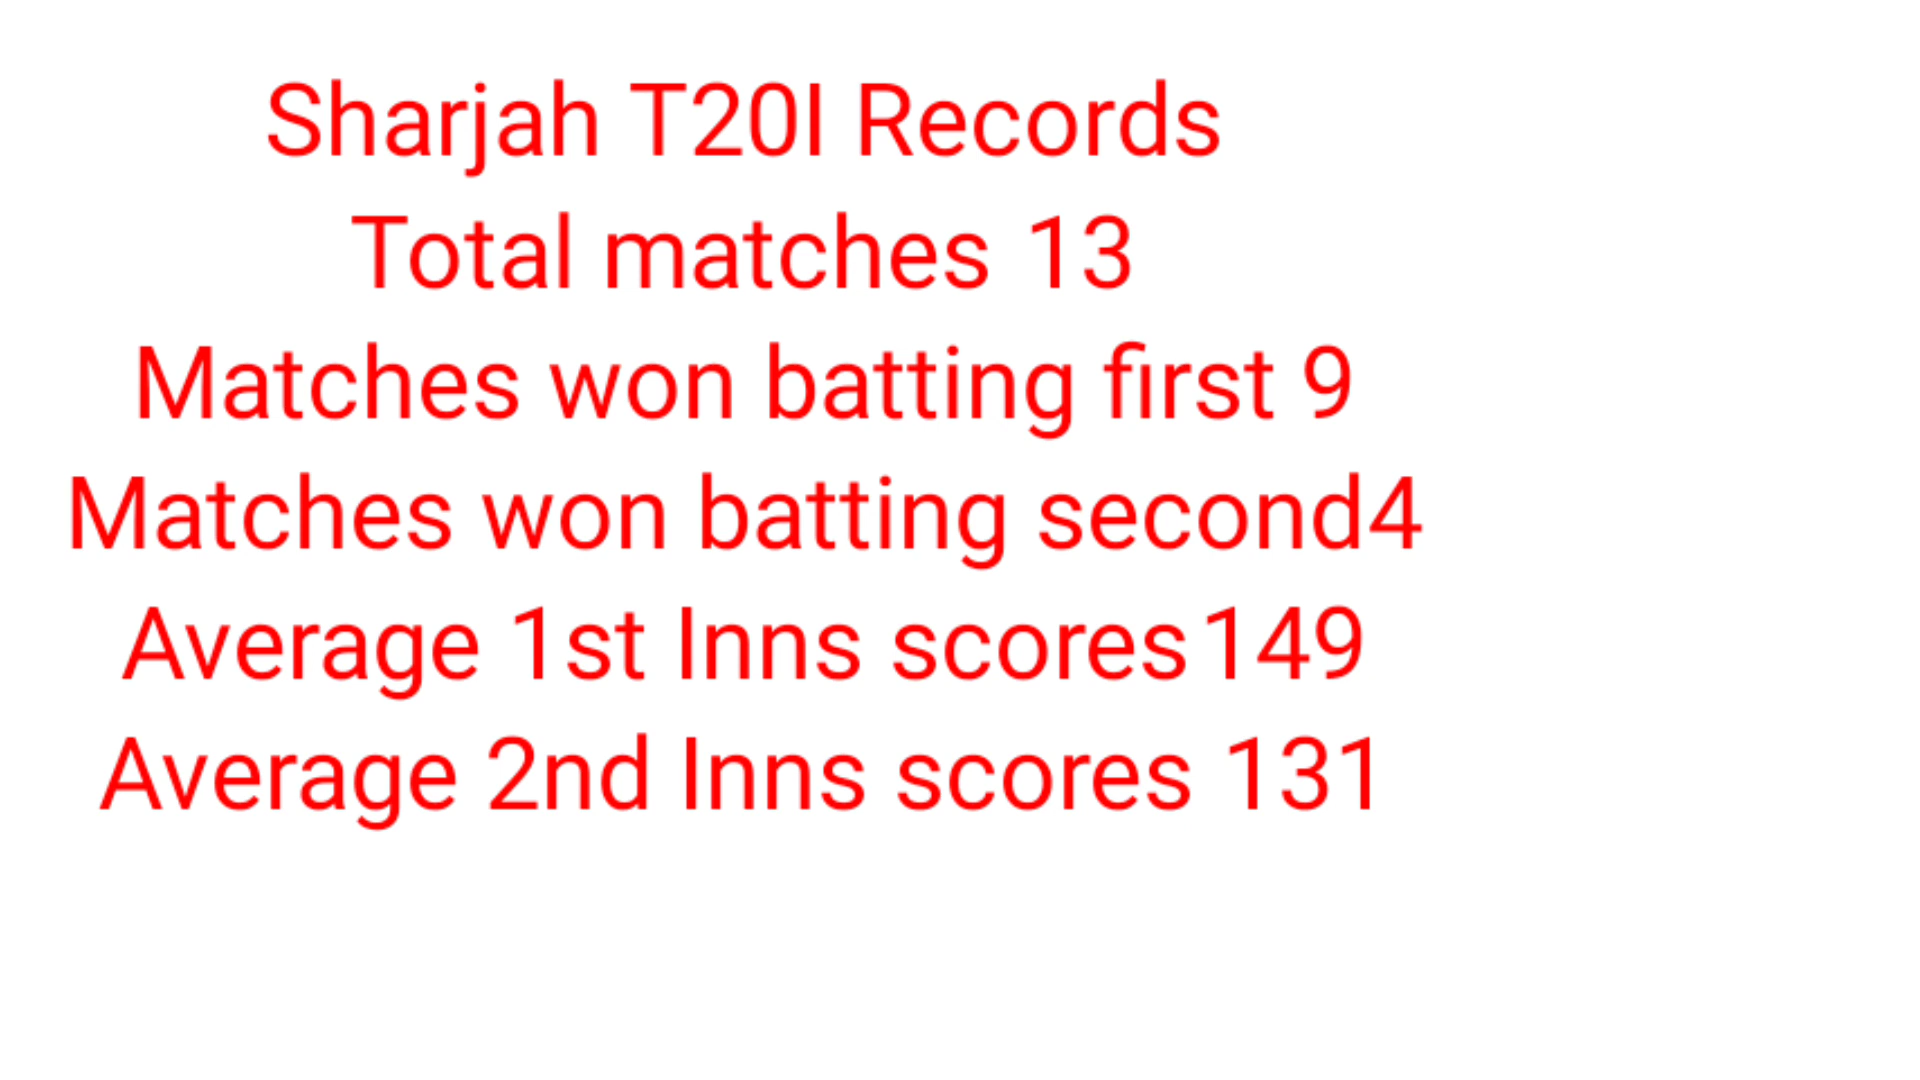 Sharjah T20I Records
Total matches 13
Matches won batting first 9
Matches won batting second4
Average 1st Inns scores149
Average 2nd Inns scores 131